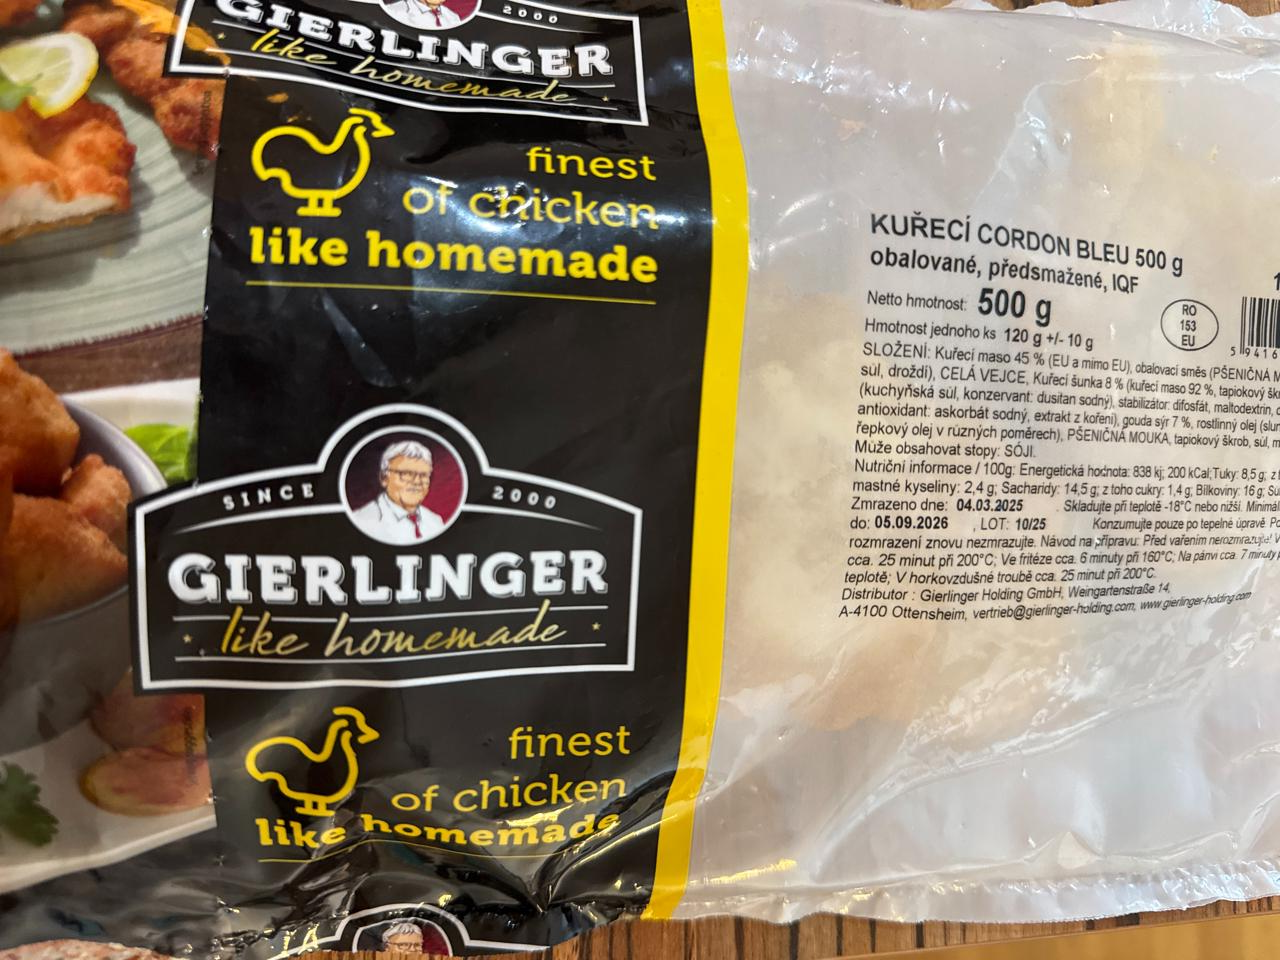 2000
GIERLINGER
like homemade
finest
of chicken
like homemade
SINCE 2000
GIERLINGER
like homemade
finest
of chicken
like homemade
KUŘECÍ CORDON BLEU 500 g
obalované, předsmažené, IQF
Netto hmotnost: 500 g
Hmotnost jednoho ks 120 g +/- 10 g
RO
153
EU
5 9416
SLOŽENÍ: Kuřecí maso 45 % (EU a mimo EU), obalovací směs (PŠENIČNÁ M
sůl, droždí), CELÁ VEJCE, Kuřecí šunka 8 % (kuřecí maso 92 %, tapiokový šk
(kuchyňská sůl, konzervant: dusitan sodný), stabilizátor: difosfát, maltodextrin,
antioxidant: askorbát sodný, extrakt z koření), gouda sýr 7 %, rostlinný olej (slun
řepkový olej v různých poměrech), PŠENIČNÁ MOUKA, tapiokový škrob, sůl, m
Může obsahovat stopy: SÓJI.
Nutriční informace / 100g: Energetická hodnota: 838 kj; 200 kCal; Tuky: 8,5 g; z t
mastné kyseliny: 2,4 g; Sacharidy: 14,5 g; z toho cukry: 1,4 g; Bílkoviny: 16 g; Sů
Zmrazeno dne: 04.03.2025 . Skladujte při teplotě -18°C nebo nižší. Minimál
do: 05.09.2026 , LOT: 10/25 Konzumujte pouze po tepelné úpravě. Po
rozmrazení znovu nezmrazujte. Návod na přípravu: Před vařením nerozmrazujte! V
cca. 25 minut při 200°C; Ve fritéze cca. 6 minuty při 160°C; Na pánvi cca. 7 minuty p
teplotě; V horkovzdušné troubě cca. 25 minut při 200°C.
Distributor : Gierlinger Holding GmbH, Weingartenstraße 14,
A-4100 Ottensheim, vertrieb@gierlinger-holding.com, www.gierlinger-holding.com